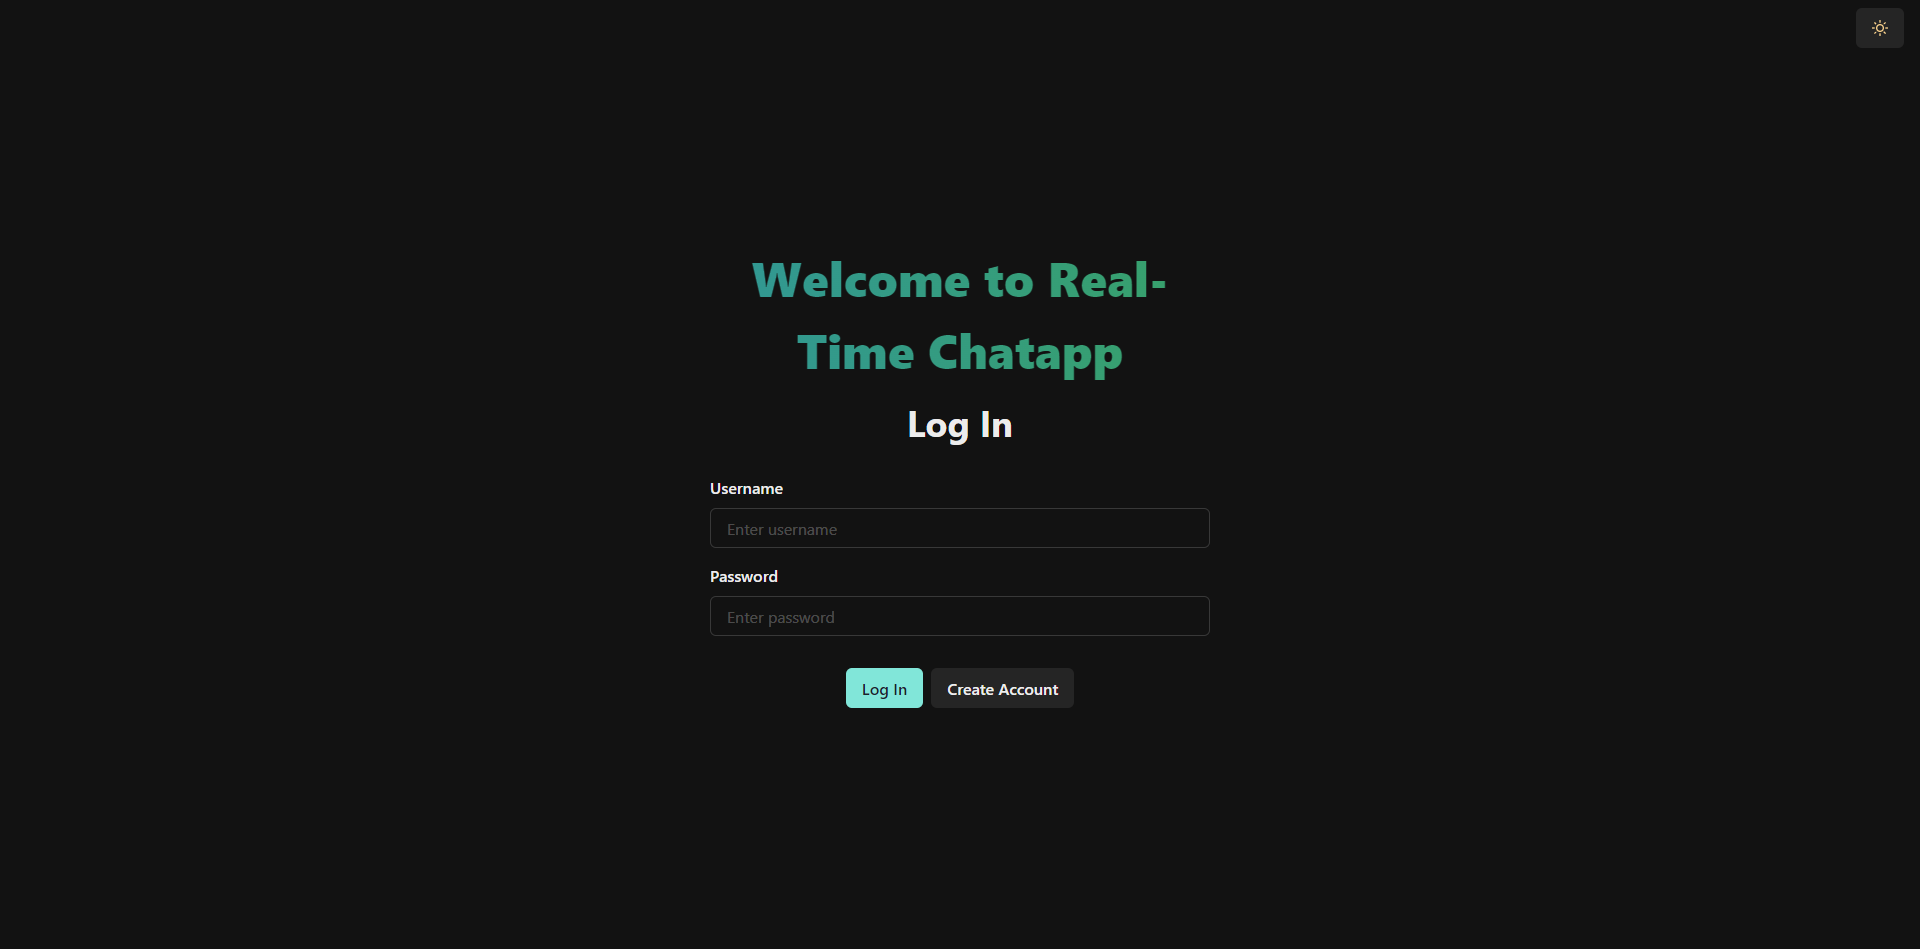 Welcome to Real-
Time Chatapp
Log In
Username
Enter username
Password
Enter password
Log In
Create Account